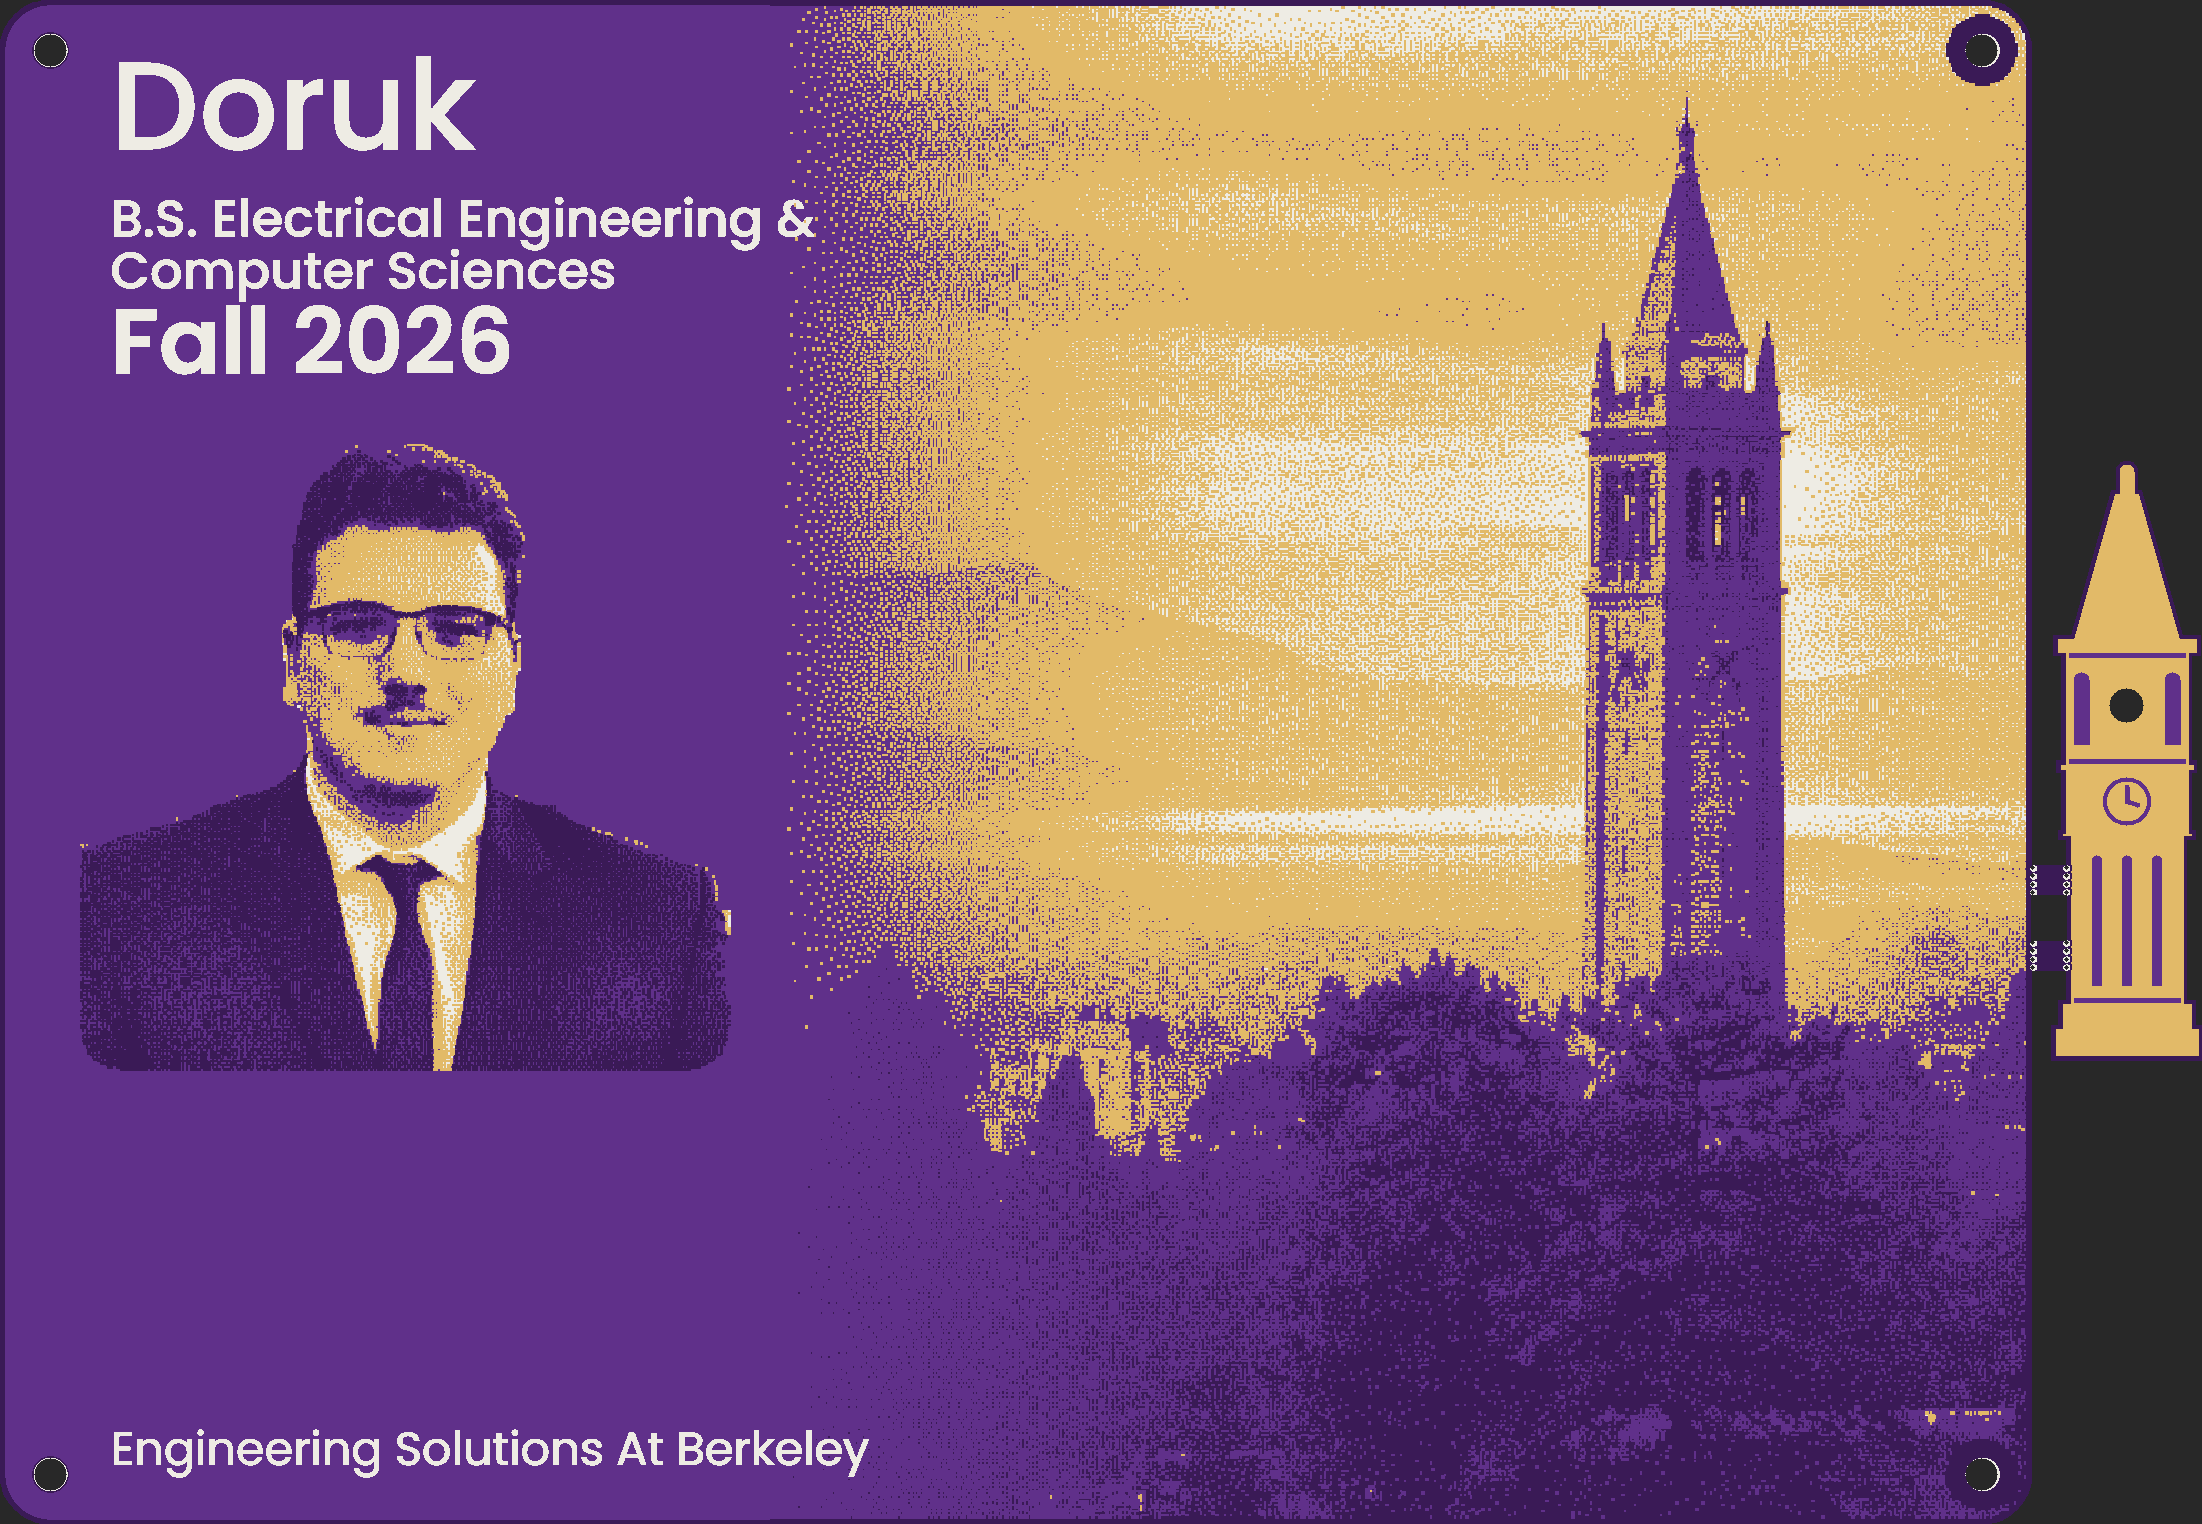 Doruk
B.S. Electrical Engineering &
Computer Sciences
Fall 2026
Engineering Solutions At Berkeley